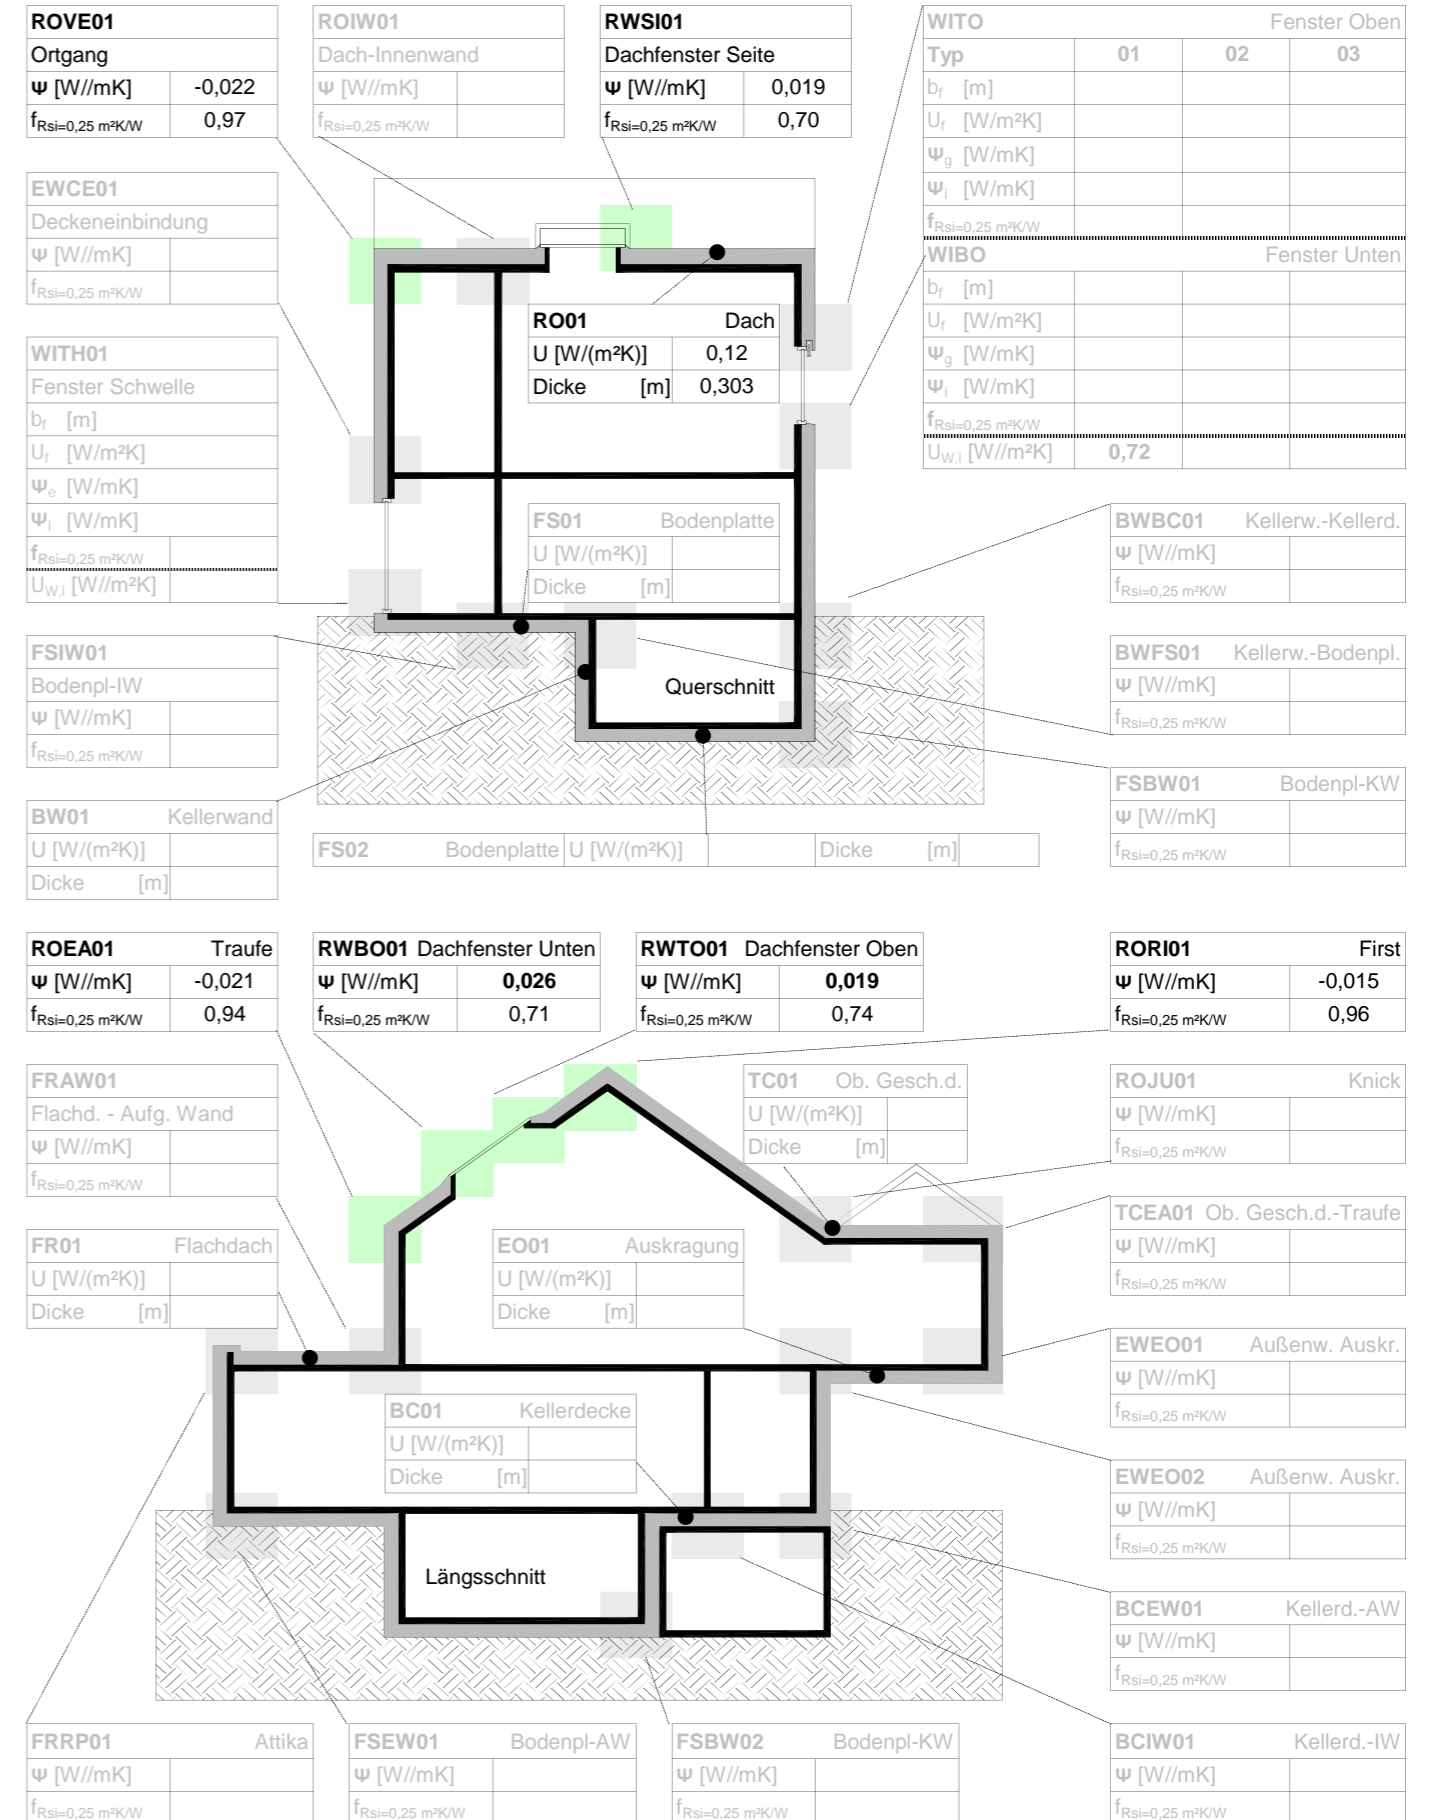 ROVE01
Ortgang
Ψ [W//mK] -0,022
fRsi=0,25 m²K/W 0,97
ROIW01
Dach-Innenwand
Ψ [W//mK]
fRsi=0,25 m²K/W
RWSI01
Dachfenster Seite
Ψ [W//mK] 0,019
fRsi=0,25 m²K/W 0,70
WITO Fenster Oben
Typ 01 02 03
bf [m]
Uf [W/m²K]
Ψg [W/mK]
Ψi [W/mK]
fRsi=0,25 m²K/W
WIBO Fenster Unten
bf [m]
Uf [W/m²K]
Ψg [W/mK]
Ψi [W/mK]
fRsi=0,25 m²K/W
UW,i [W//m²K] 0,72
EWCE01
Deckeneinbindung
Ψ [W//mK]
fRsi=0,25 m²K/W
RO01 Dach
U [W/(m²K)] 0,12
Dicke [m] 0,303
WITH01
Fenster Schwelle
bf [m]
Uf [W/m²K]
Ψe [W/mK]
Ψi [W/mK]
fRsi=0,25 m²K/W
UW,i [W//m²K]
FS01 Bodenplatte
U [W/(m²K)]
Dicke [m]
BWBC01 Kellerw.-Kellerd.
Ψ [W//mK]
fRsi=0,25 m²K/W
FSIW01
Bodenpl-IW
Ψ [W//mK]
fRsi=0,25 m²K/W
Querschnitt
BWFS01 Kellerw.-Bodenpl.
Ψ [W//mK]
fRsi=0,25 m²K/W
FSBW01 Bodenpl-KW
Ψ [W//mK]
fRsi=0,25 m²K/W
BW01 Kellerwand
U [W/(m²K)]
Dicke [m]
FS02 Bodenplatte U [W/(m²K)] Dicke [m]
ROEA01 Traufe
Ψ [W//mK] -0,021
fRsi=0,25 m²K/W 0,94
RWBO01 Dachfenster Unten
Ψ [W//mK] 0,026
fRsi=0,25 m²K/W 0,71
RWTO01 Dachfenster Oben
Ψ [W//mK] 0,019
fRsi=0,25 m²K/W 0,74
RORI01 First
Ψ [W//mK] -0,015
fRsi=0,25 m²K/W 0,96
FRAW01
Flachd. - Aufg. Wand
Ψ [W//mK]
fRsi=0,25 m²K/W
TC01 Ob. Gesch.d.
U [W/(m²K)]
Dicke [m]
ROJU01 Knick
Ψ [W//mK]
fRsi=0,25 m²K/W
FR01 Flachdach
U [W/(m²K)]
Dicke [m]
EO01 Auskragung
U [W/(m²K)]
Dicke [m]
TCEA01 Ob. Gesch.d.-Traufe
Ψ [W//mK]
fRsi=0,25 m²K/W
EWEO01 Außenw. Auskr.
Ψ [W//mK]
fRsi=0,25 m²K/W
BC01 Kellerdecke
U [W/(m²K)]
Dicke [m]
EWEO02 Außenw. Auskr.
Ψ [W//mK]
fRsi=0,25 m²K/W
Längsschnitt
BCEW01 Kellerd.-AW
Ψ [W//mK]
fRsi=0,25 m²K/W
FRRP01 Attika
Ψ [W//mK]
fRsi=0,25 m²K/W
FSEW01 Bodenpl-AW
Ψ [W//mK]
fRsi=0,25 m²K/W
FSBW02 Bodenpl-KW
Ψ [W//mK]
fRsi=0,25 m²K/W
BCIW01 Kellerd.-IW
Ψ [W//mK]
fRsi=0,25 m²K/W